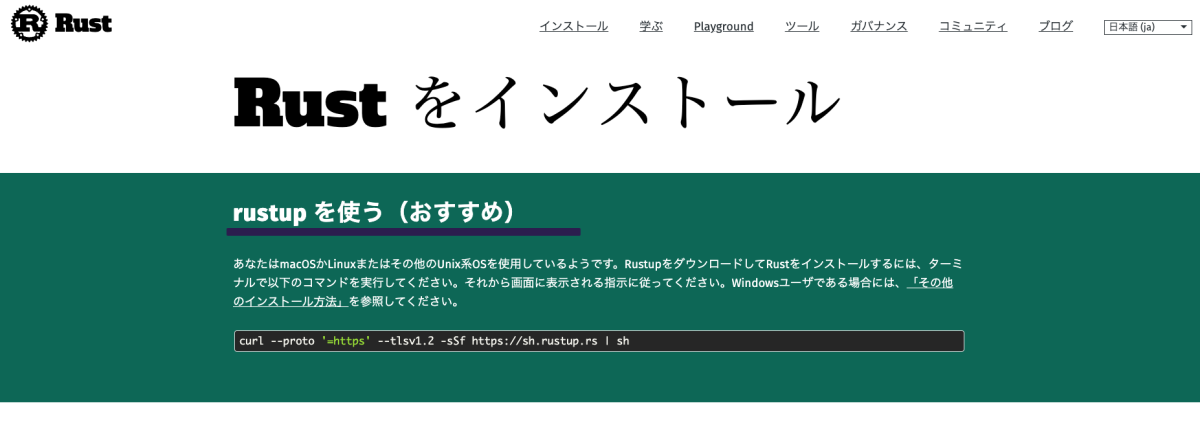 Rust
インストール 学ぶ Playground ツール ガバナンス コミュニティ ブログ 日本語 (ja)
Rust をインストール
rustup を使う（おすすめ）
あなたはmacOSかLinuxまたはその他のUnix系OSを使用しているようです。RustupをダウンロードしてRustをインストールするには、ターミ
ナルで以下のコマンドを実行してください。それから画面に表示される指示に従ってください。Windowsユーザである場合には、「その他
のインストール方法」を参照してください。
curl --proto '=https' --tlsv1.2 -sSf https://sh.rustup.rs | sh